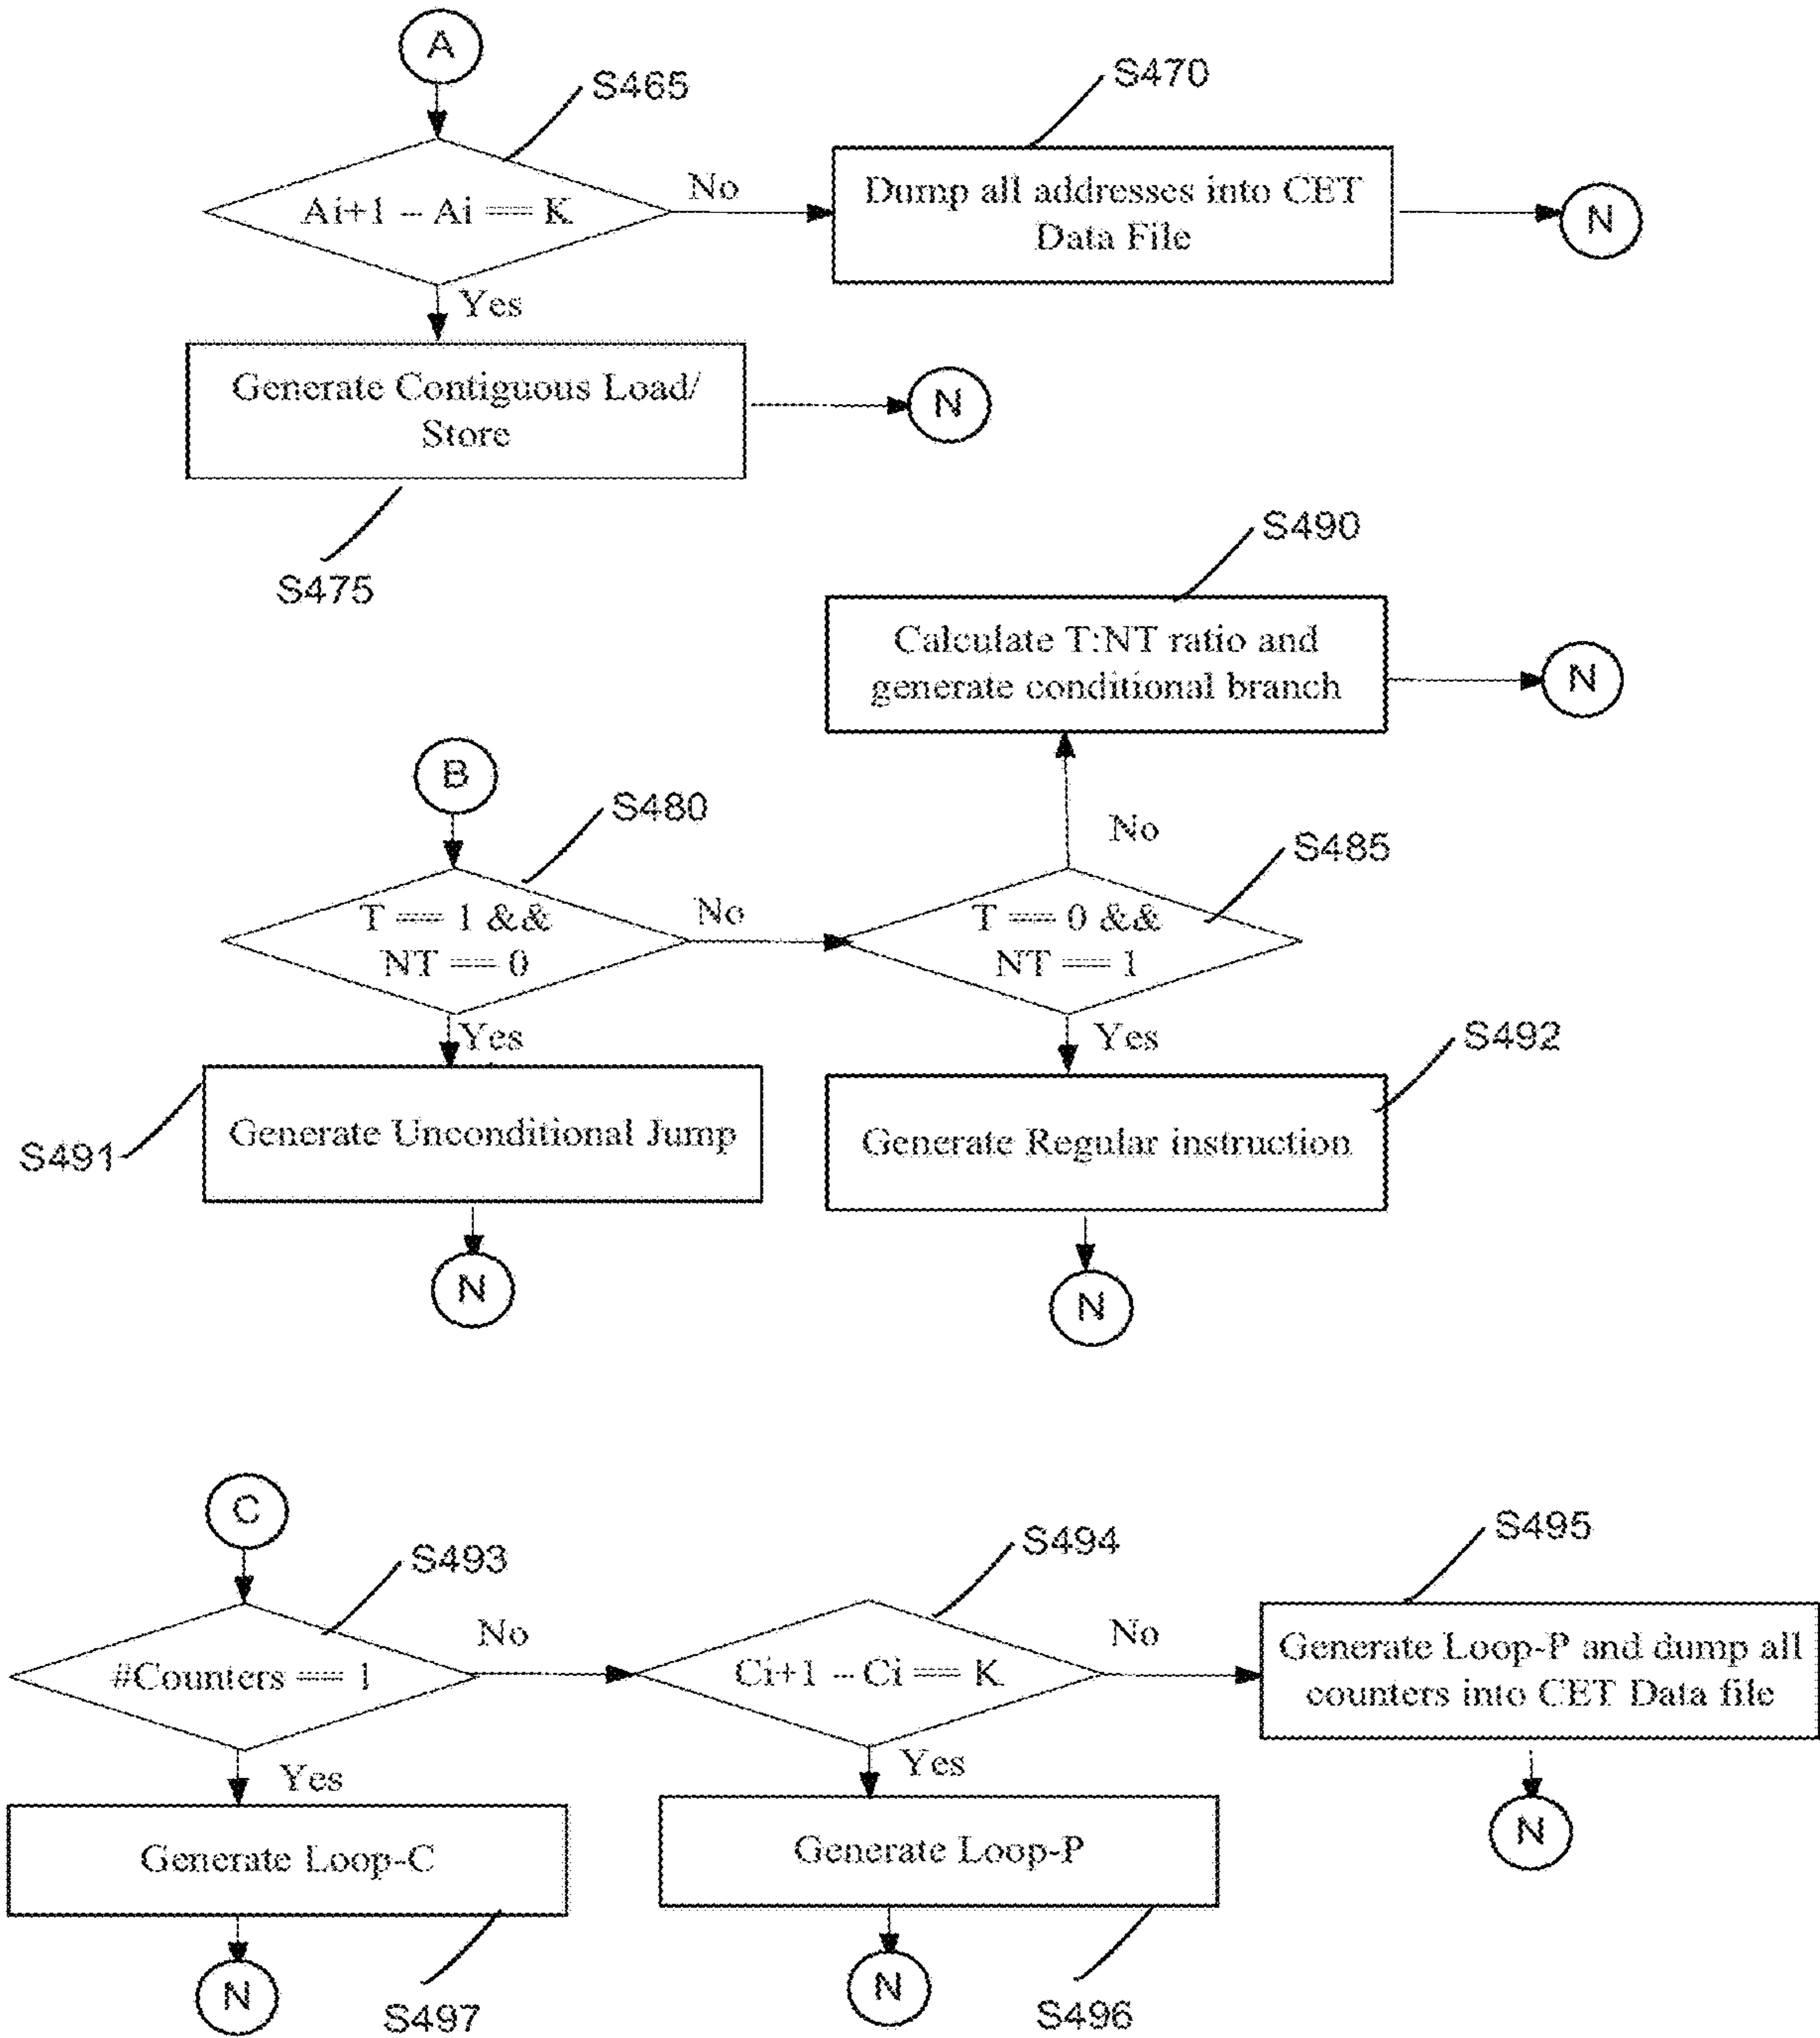 A
S465
S470
Ai+1 – Ai == K
No
Dump all addresses into CET
Data File
N
Yes
Generate Contiguous Load/
Store
N
S475
S490
Calculate T:NT ratio and
generate conditional branch
N
B
S480
No
S485
T == 1 &&
NT == 0
No
T == 0 &&
NT == 1
Yes
Yes
S492
S491
Generate Unconditional Jump
Generate Regular instruction
N
N
C
S493
S494
S495
#Counters == 1
No
Ci+1 – Ci == K
No
Generate Loop-P and dump all
counters into CET Data file
Yes
Yes
N
Generate Loop-C
Generate Loop-P
N
S497
N
S496